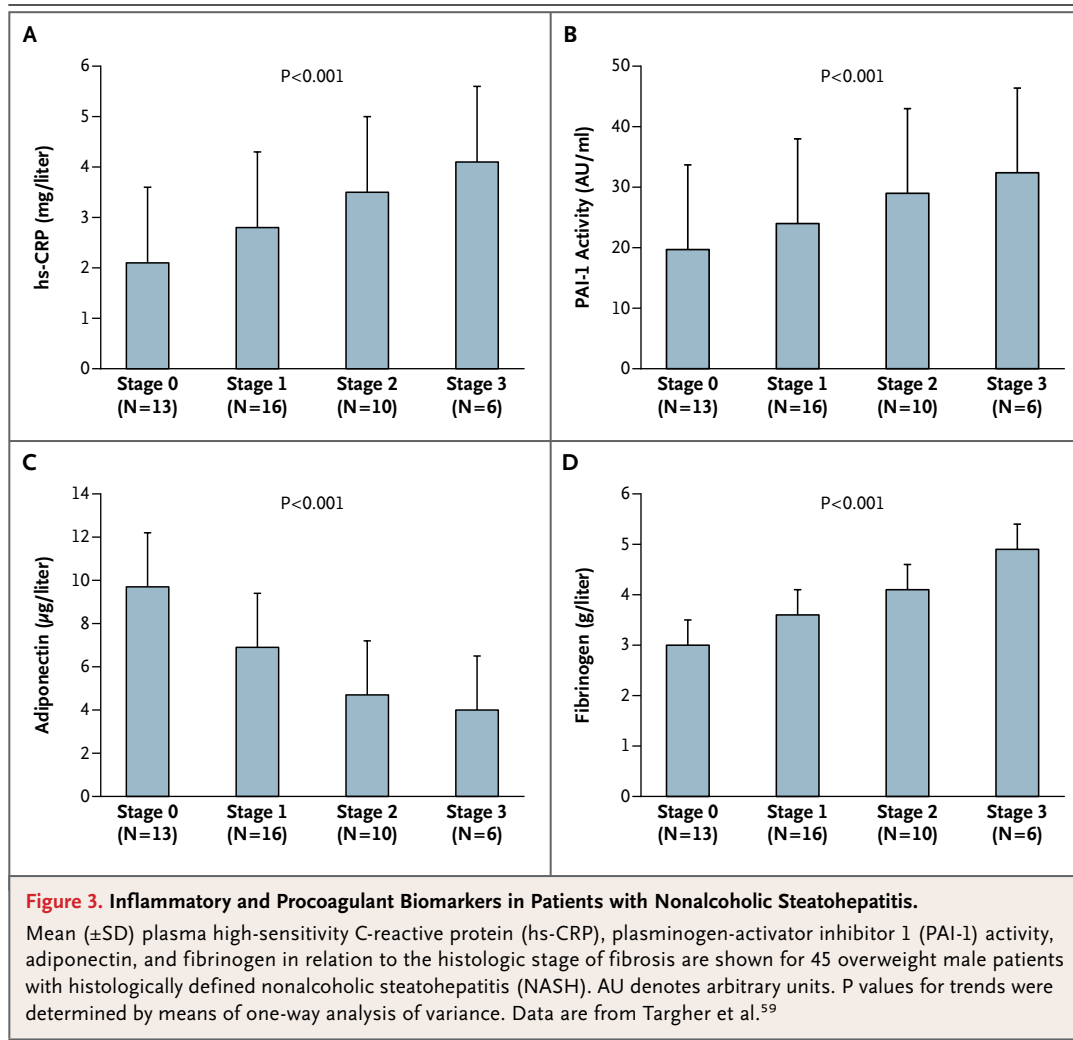 A
P<0.001
hs-CRP (mg/liter)
6
5
4
3
2
1
0
Stage 0 Stage 1 Stage 2 Stage 3
(N=13) (N=16) (N=10) (N=6)
B
P<0.001
PAI-1 Activity (AU/ml)
50
40
30
20
10
0
Stage 0 Stage 1 Stage 2 Stage 3
(N=13) (N=16) (N=10) (N=6)
C
P<0.001
Adiponectin (µg/liter)
14
12
10
8
6
4
2
0
Stage 0 Stage 1 Stage 2 Stage 3
(N=13) (N=16) (N=10) (N=6)
D
P<0.001
Fibrinogen (g/liter)
6
5
4
3
2
1
0
Stage 0 Stage 1 Stage 2 Stage 3
(N=13) (N=16) (N=10) (N=6)
Figure 3. Inflammatory and Procoagulant Biomarkers in Patients with Nonalcoholic Steatohepatitis.
Mean (±SD) plasma high-sensitivity C-reactive protein (hs-CRP), plasminogen-activator inhibitor 1 (PAI-1) activity,
adiponectin, and fibrinogen in relation to the histologic stage of fibrosis are shown for 45 overweight male patients
with histologically defined nonalcoholic steatohepatitis (NASH). AU denotes arbitrary units. P values for trends were
determined by means of one-way analysis of variance. Data are from Targher et al.⁵⁹